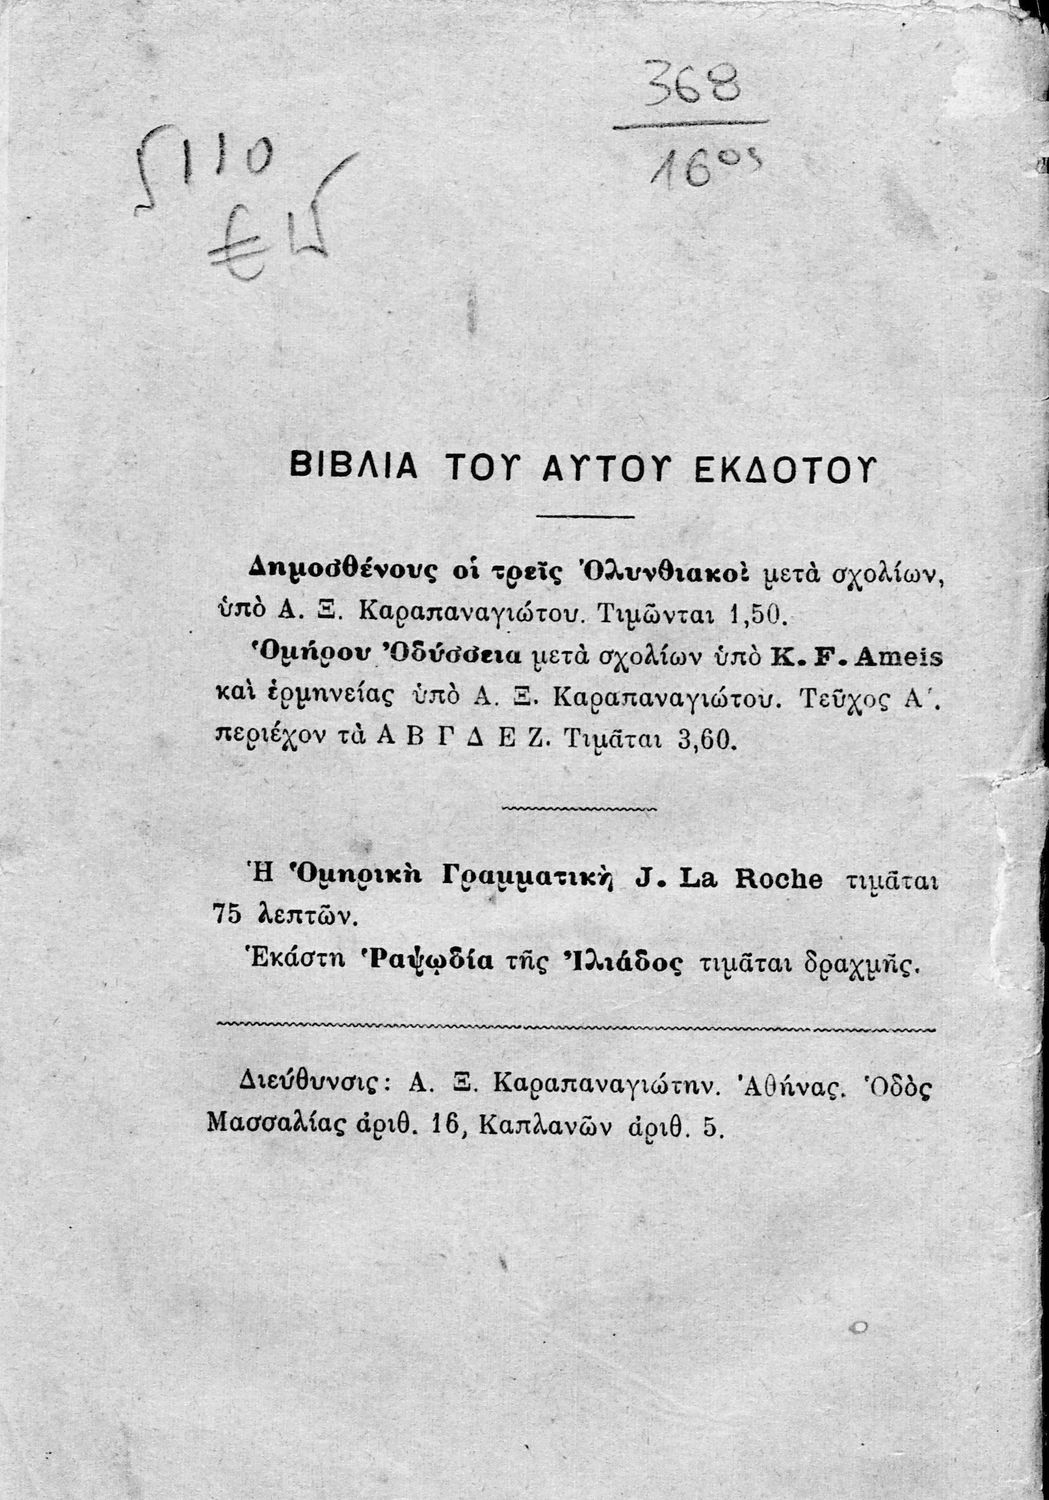 368
16ος
110
€
ΒΙΒΛΙΑ ΤΟΥ ΑΥΤΟΥ ΕΚΔΟΤΟΥ
Δημοσθένους οἱ τρεῖς Ὀλυνθιακοὶ μετὰ σχολίων,
ὑπὸ Α. Ξ. Καραπαναγιώτου. Τιμῶνται 1,50.
Ὁμήρου Ὀδύσσεια μετὰ σχολίων ὑπὸ K. F. Ameis
καὶ ἑρμηνείας ὑπὸ Α. Ξ. Καραπαναγιώτου. Τεῦχος Α΄.
περιέχον τὰ Α Β Γ Δ Ε Ζ. Τιμᾶται 3,60.
Ἡ Ὁμηρικὴ Γραμματικὴ J. La Roche τιμᾶται
75 λεπτῶν.
Ἑκάστη Ῥαψῳδία τῆς Ἰλιάδος τιμᾶται δραχμῆς.
Διεύθυνσις: Α. Ξ. Καραπαναγιώτην. Ἀθήνας. Ὁδὸς
Μασσαλίας ἀριθ. 16, Καπλανῶν ἀριθ. 5.